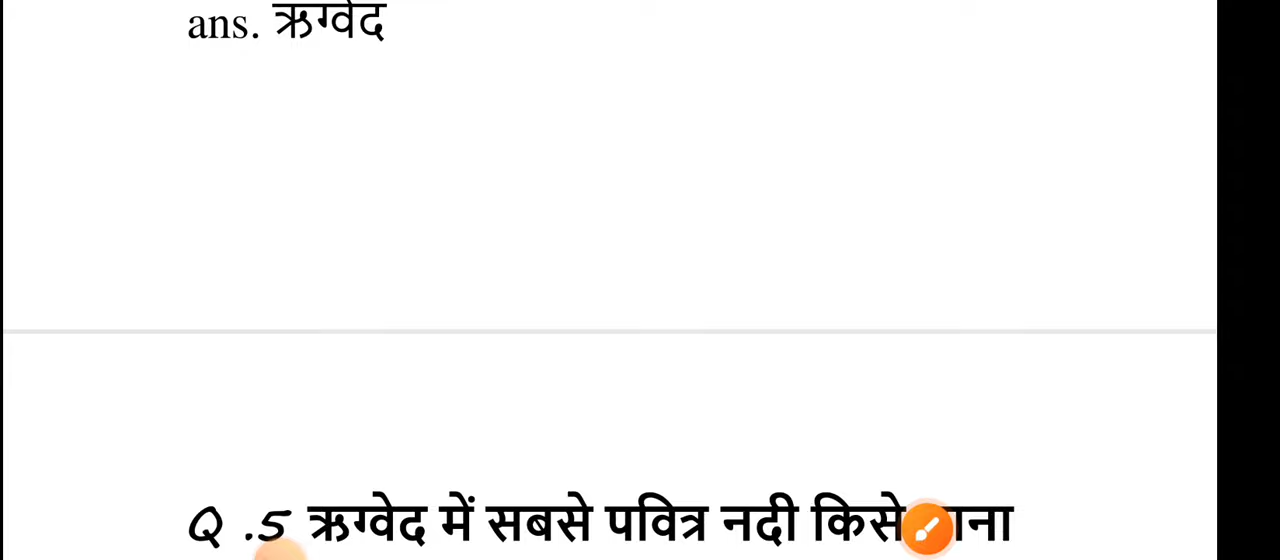 ans. ऋग्वेद
Q .5 ऋग्वेद में सबसे पवित्र नदी किसे